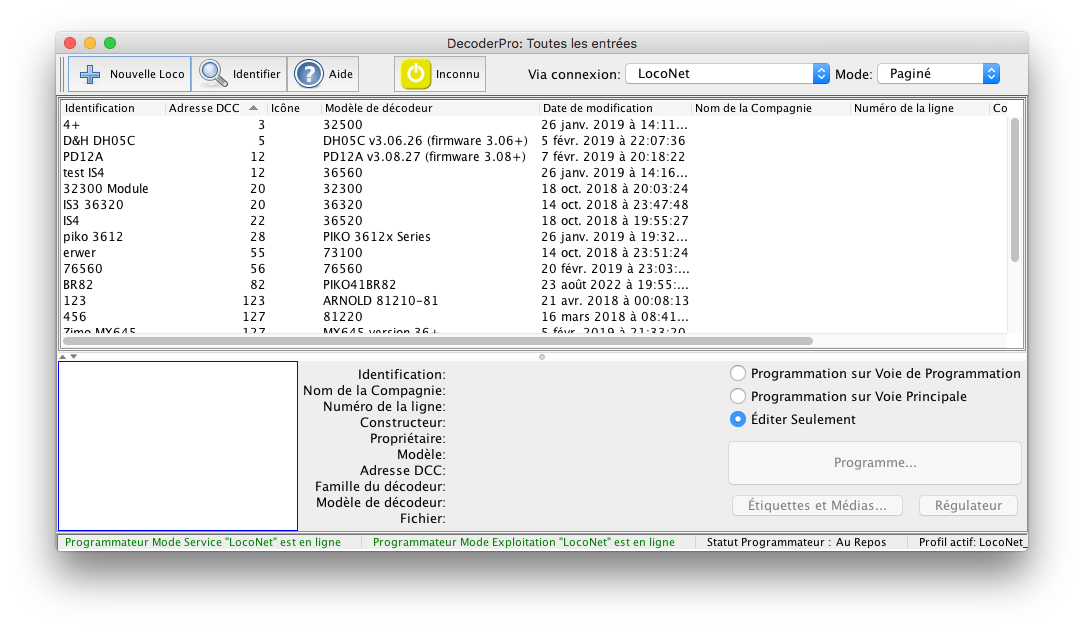 DecoderPro: Toutes les entrées
Nouvelle Loco Identifier Aide Inconnu Via connexion: LocoNet Mode: Paginé
Identification Adresse DCC Icône Modèle de décodeur Date de modification Nom de la Compagnie Numéro de la ligne Co
4+ 3 32500 26 janv. 2019 à 14:11...
D&H DH05C 5 DH05C v3.06.26 (firmware 3.06+) 5 févr. 2019 à 22:07:36
PD12A 12 PD12A v3.08.27 (firmware 3.08+) 7 févr. 2019 à 20:18:22
test IS4 12 36560 26 janv. 2019 à 14:16...
32300 Module 20 32300 18 oct. 2018 à 20:03:24
IS3 36320 20 36320 14 oct. 2018 à 23:47:48
IS4 22 36520 18 oct. 2018 à 19:55:27
piko 3612 28 PIKO 3612x Series 26 janv. 2019 à 19:32...
erwer 55 73100 14 oct. 2018 à 23:51:24
76560 56 76560 20 févr. 2019 à 23:03:...
BR82 82 PIKO41BR82 23 août 2022 à 19:55:...
123 123 ARNOLD 81210-81 21 avr. 2018 à 00:08:13
456 127 81220 16 mars 2018 à 08:41...
Zimo MX645 127 MX645 version 36+ 5 févr. 2019 à 21:33:20
Identification:
Nom de la Compagnie:
Numéro de la ligne:
Constructeur:
Propriétaire:
Modèle:
Adresse DCC:
Famille du décodeur:
Modèle de décodeur:
Fichier:
Programmation sur Voie de Programmation
Programmation sur Voie Principale
Éditer Seulement
Programme...
Étiquettes et Médias... Régulateur
Programmateur Mode Service "LocoNet" est en ligne Programmateur Mode Exploitation "LocoNet" est en ligne Statut Programmateur : Au Repos Profil actif: LocoNet_